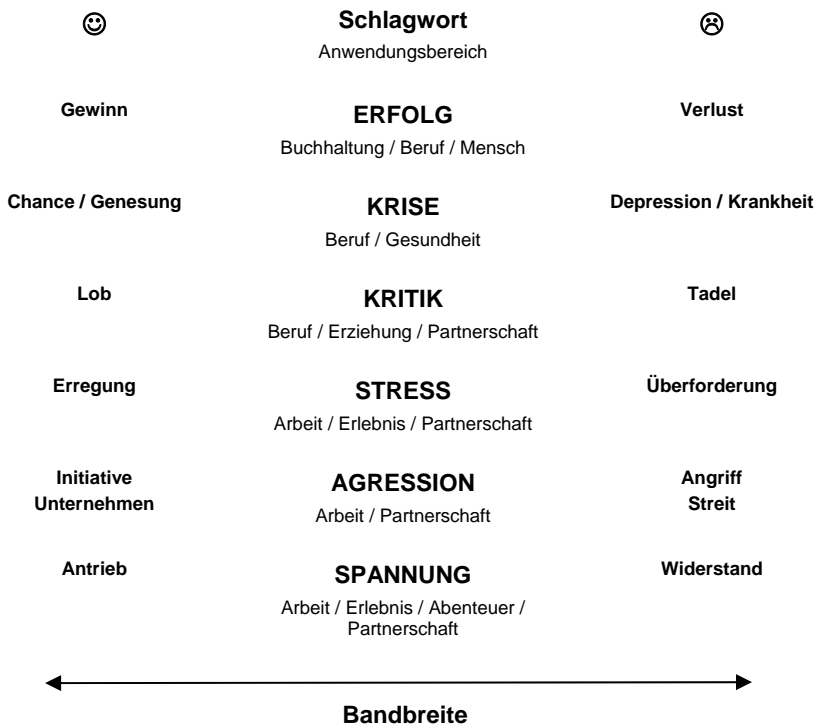 ☺ Schlagwort ☹
Anwendungsbereich
Gewinn ERFOLG Verlust
Buchhaltung / Beruf / Mensch
Chance / Genesung KRISE Depression / Krankheit
Beruf / Gesundheit
Lob KRITIK Tadel
Beruf / Erziehung / Partnerschaft
Erregung STRESS Überforderung
Arbeit / Erlebnis / Partnerschaft
Initiative AGRESSION Angriff
Unternehmen Streit
Arbeit / Partnerschaft
Antrieb SPANNUNG Widerstand
Arbeit / Erlebnis / Abenteuer /
Partnerschaft
Bandbreite